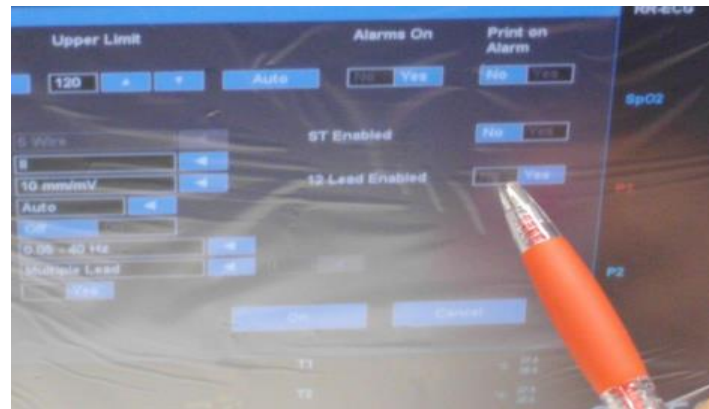 RR-ECG
Upper Limit
Alarms On
Print on Alarm
120
Auto
No Yes
No Yes
SpO2
5 Wire
ST Enabled
No Yes
II
10 mm/mV
12 Lead Enabled
No Yes
P1
Auto
Off
0.05 - 40 Hz
Multiple Lead
P2
Yes
Cancel
T1
T2